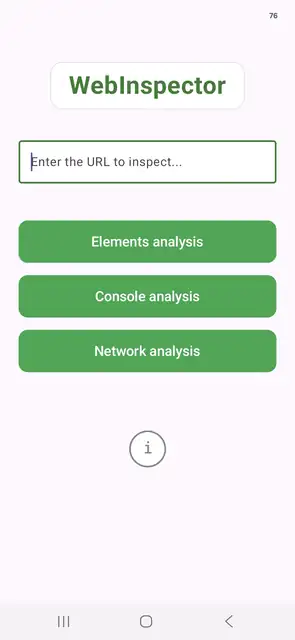 76
WebInspector
Enter the URL to inspect...
Elements analysis
Console analysis
Network analysis
i